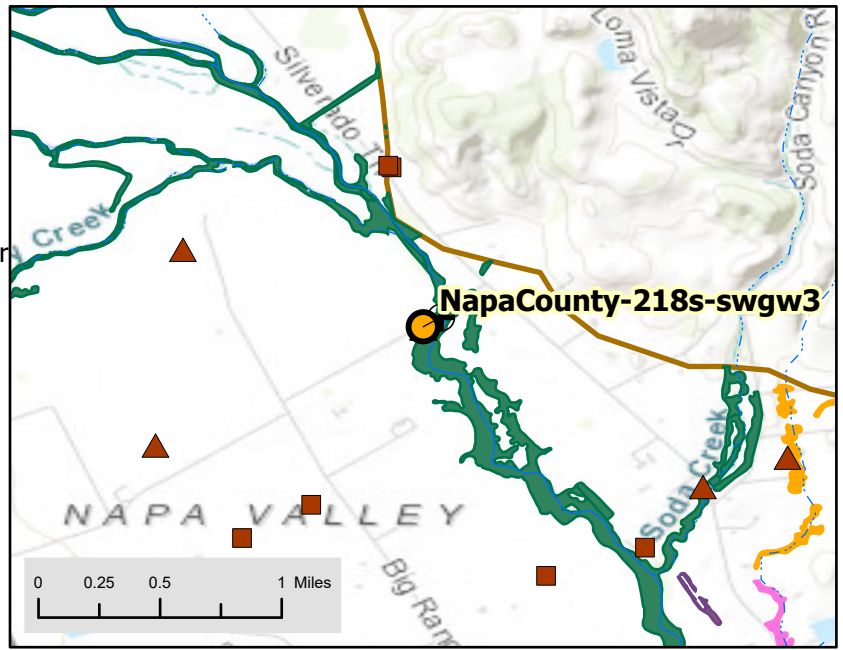 Loma Vista Dr
Silverado Tr
Soda Canyon R
y Creek
r
NapaCounty-218s-swgw3
Soda Creek
NAPA VALLEY
Big Ran
0 0.25 0.5 1 Miles